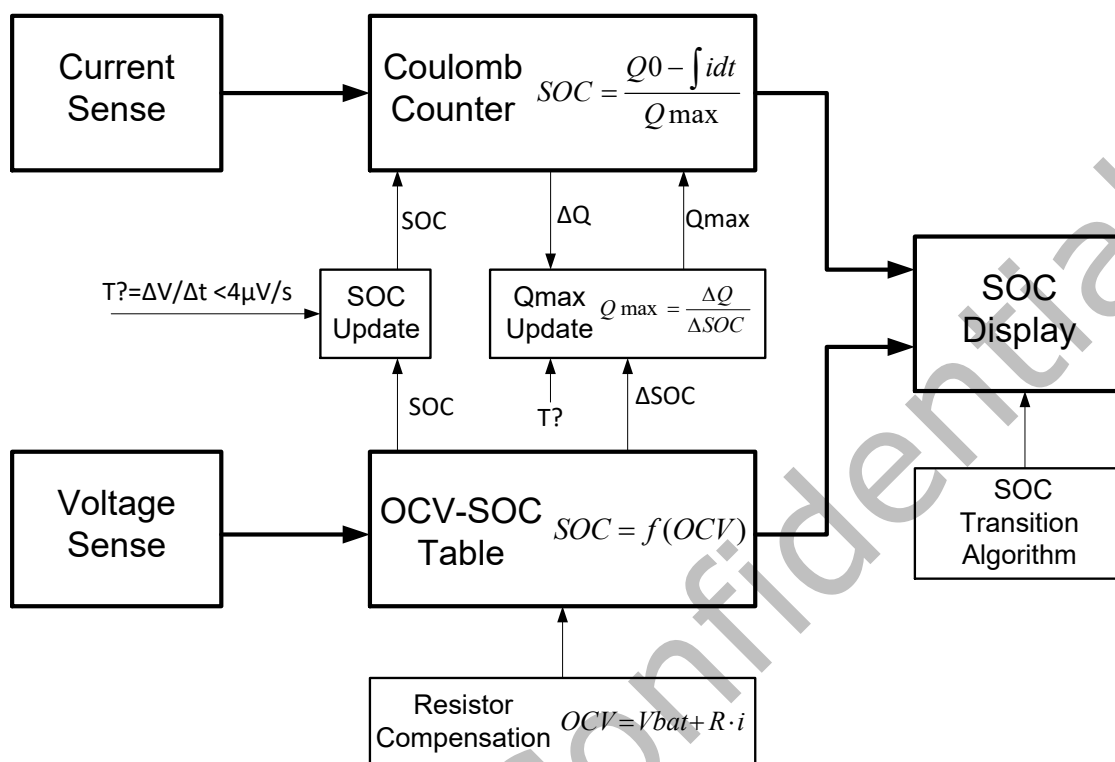 Current
Sense
Coulomb
Counter
SOC = (Q0 − ∫idt) / Q max
SOC
ΔQ
Qmax
T?=ΔV/Δt <4μV/s
SOC
Update
Qmax
Update
Q max = ΔQ / ΔSOC
SOC
Display
SOC
T?
ΔSOC
Voltage
Sense
OCV-SOC
Table
SOC = f(OCV)
SOC
Transition
Algorithm
Resistor
Compensation
OCV=Vbat+R·i
Confidential